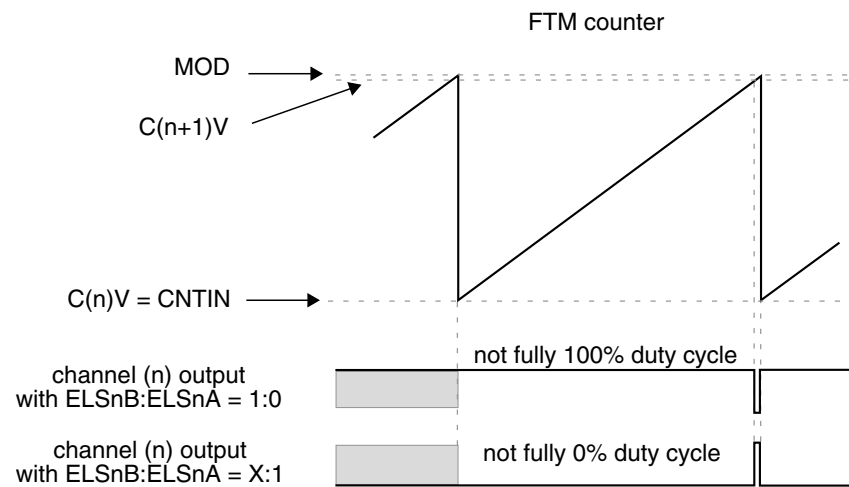 FTM counter
MOD
C(n+1)V
C(n)V = CNTIN
not fully 100% duty cycle
channel (n) output
with ELSnB:ELSnA = 1:0
channel (n) output
with ELSnB:ELSnA = X:1
not fully 0% duty cycle